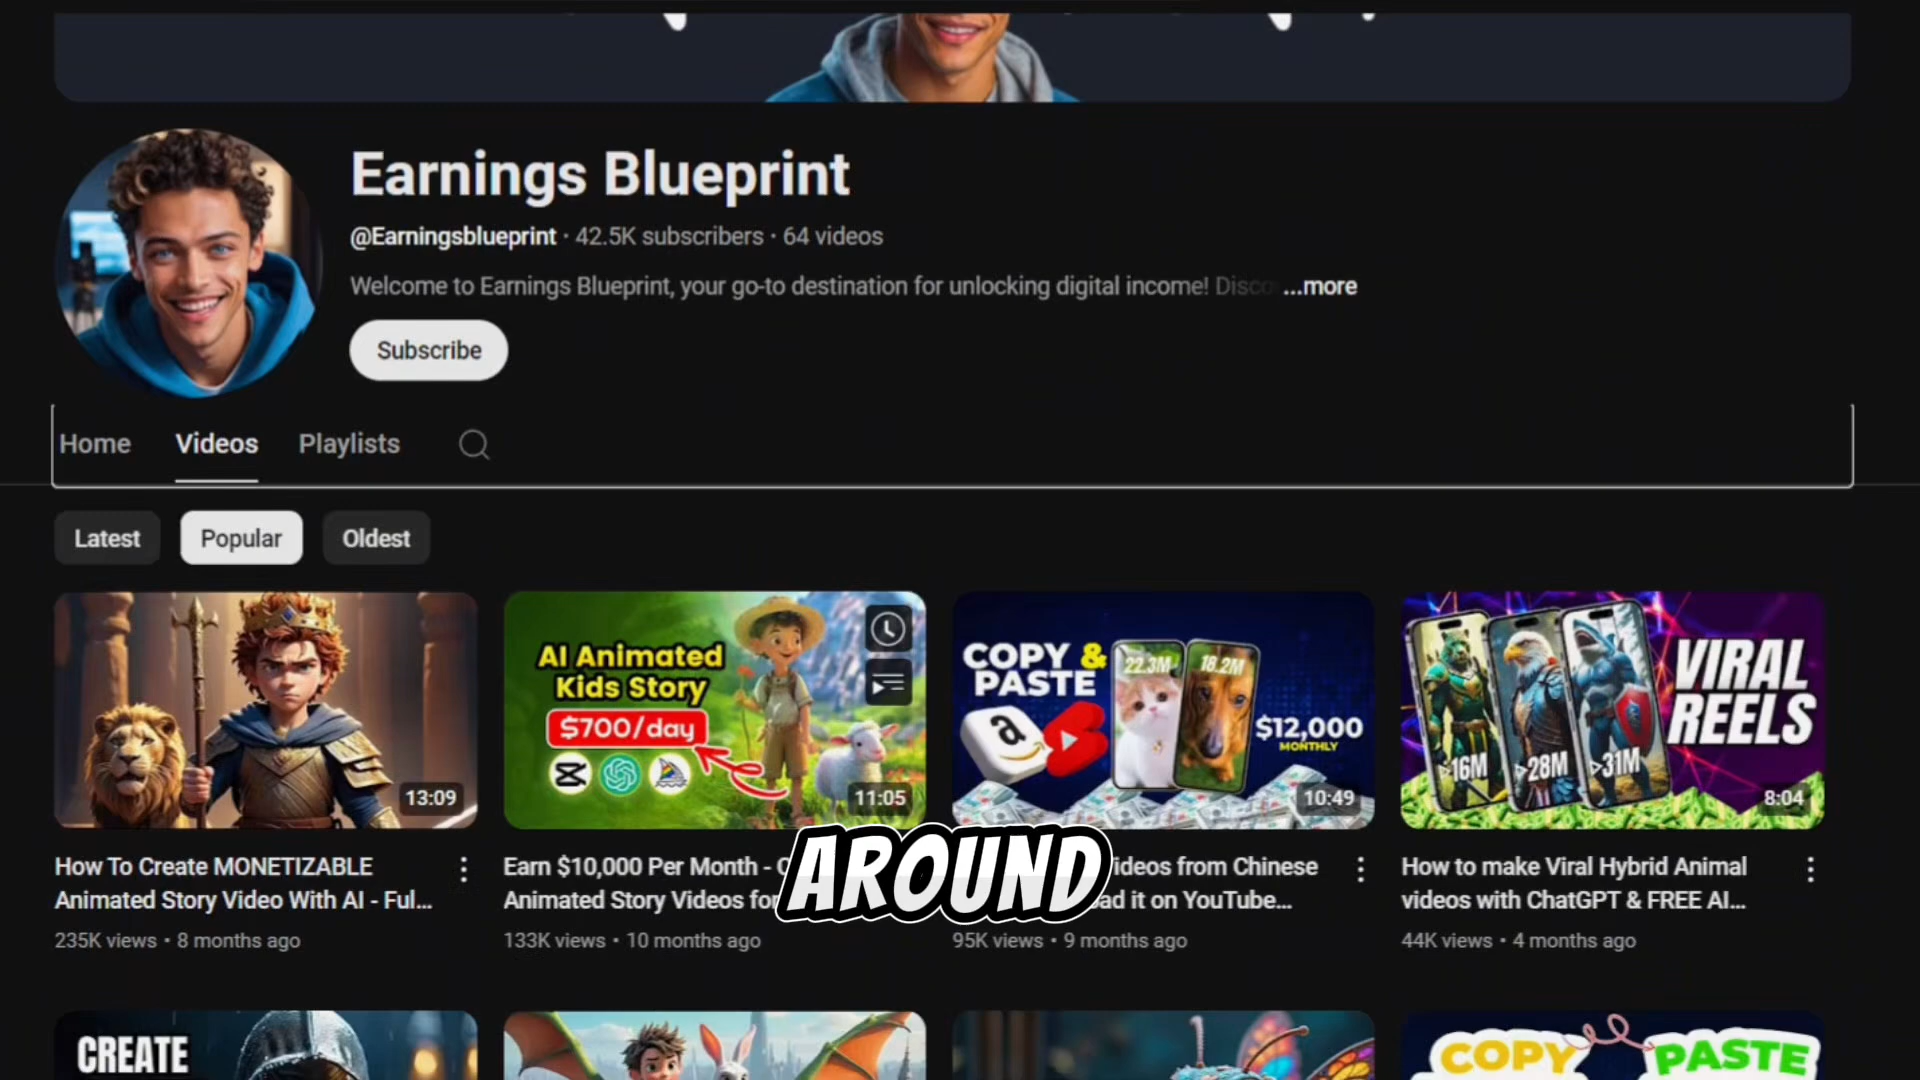 Earnings Blueprint
@Earningsblueprint · 42.5K subscribers · 64 videos
Welcome to Earnings Blueprint, your go-to destination for unlocking digital income! Disco ...more
Subscribe
Home Videos Playlists
Latest Popular Oldest
13:09
AI Animated
Kids Story
$700/day
11:05
COPY &
PASTE
22.3M 18.2M
a
$12,000
MONTHLY
10:49
VIRAL
REELS
16M 28M 31M
8:04
How To Create MONETIZABLE
Animated Story Video With AI - Ful...
235K views · 8 months ago
Earn $10,000 Per Month -
Animated Story Videos for
133K views · 10 months ago
AROUND
from Chinese
it on YouTube...
95K views · 9 months ago
How to make Viral Hybrid Animal
videos with ChatGPT & FREE AI...
44K views · 4 months ago
CREATE
COPY PASTE